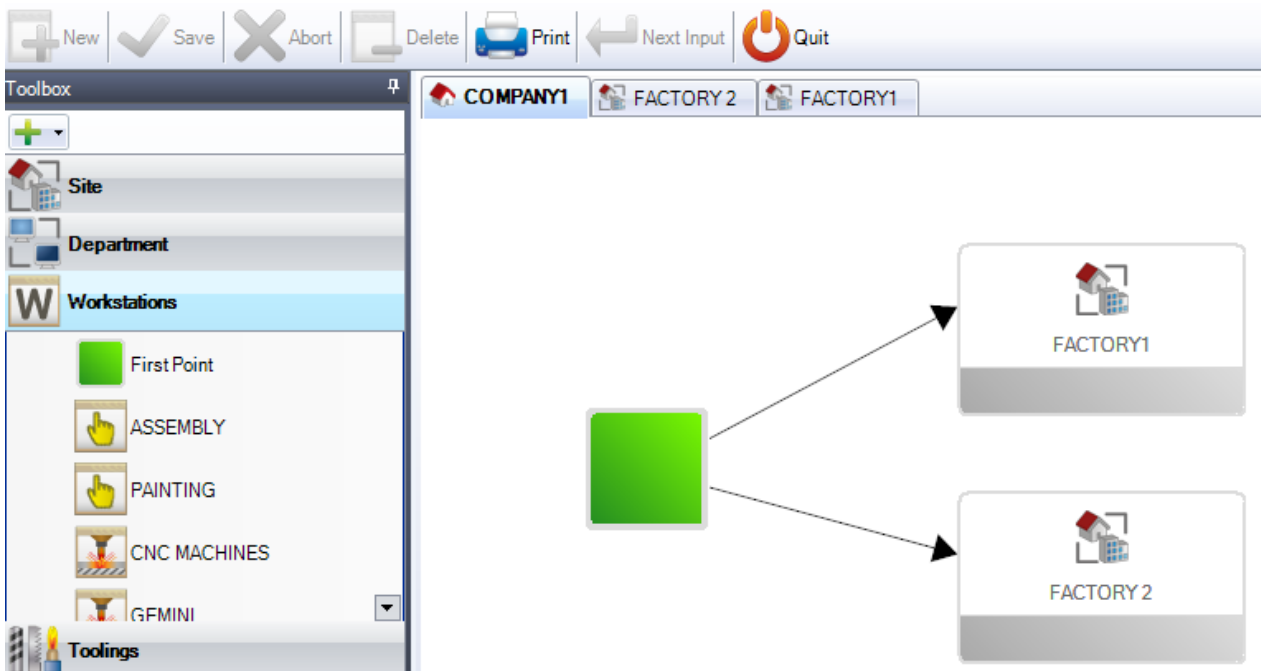 New Save Abort Delete Print Next Input Quit
Toolbox
COMPANY1 FACTORY 2 FACTORY1
Site
Department
W Workstations
First Point
ASSEMBLY
PAINTING
CNC MACHINES
GEMINI
Toolings
FACTORY1
FACTORY 2